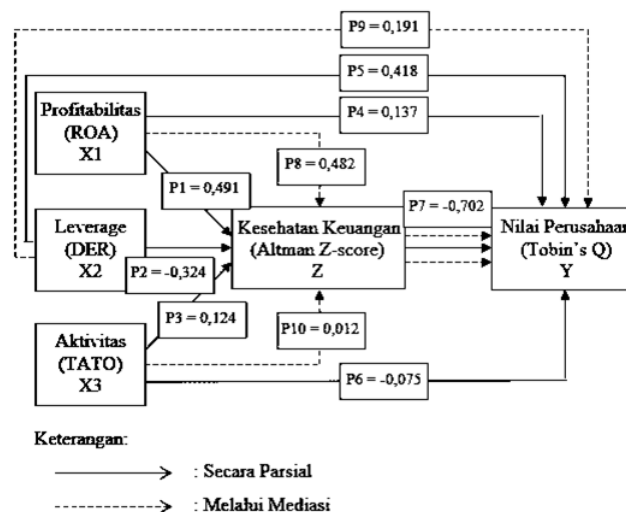 P9 = 0,191
P5 = 0,418
P4 = 0,137
Profitabilitas
(ROA)
X1
P8 = 0,482
P1 = 0,491
P7 = -0,702
Leverage
(DER)
X2
Kesehatan Keuangan
(Altman Z-score)
Z
Nilai Perusahaan
(Tobin's Q)
Y
P2 = -0,324
P3 = 0,124
P10 = 0,012
Aktivitas
(TATO)
X3
P6 = -0,075
Keterangan:
: Secara Parsial
: Melalui Mediasi